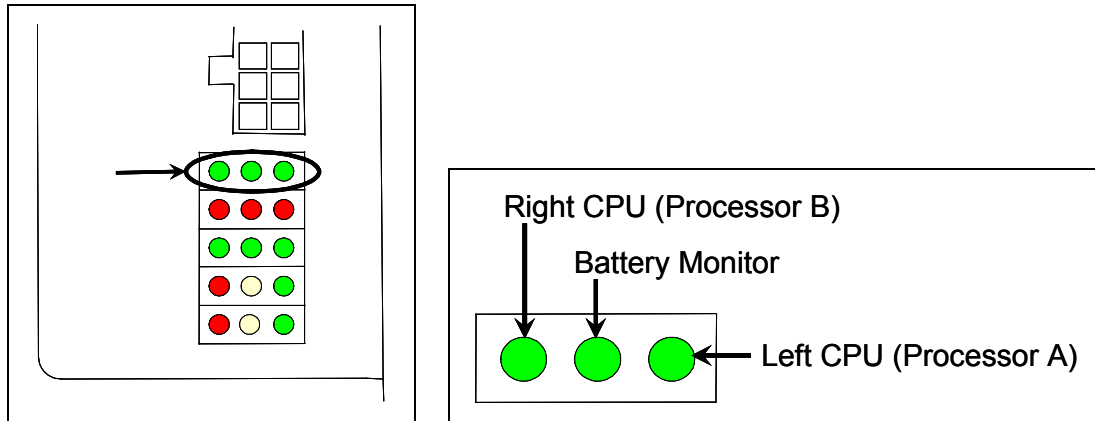 Right CPU (Processor B)
Battery Monitor
Left CPU (Processor A)